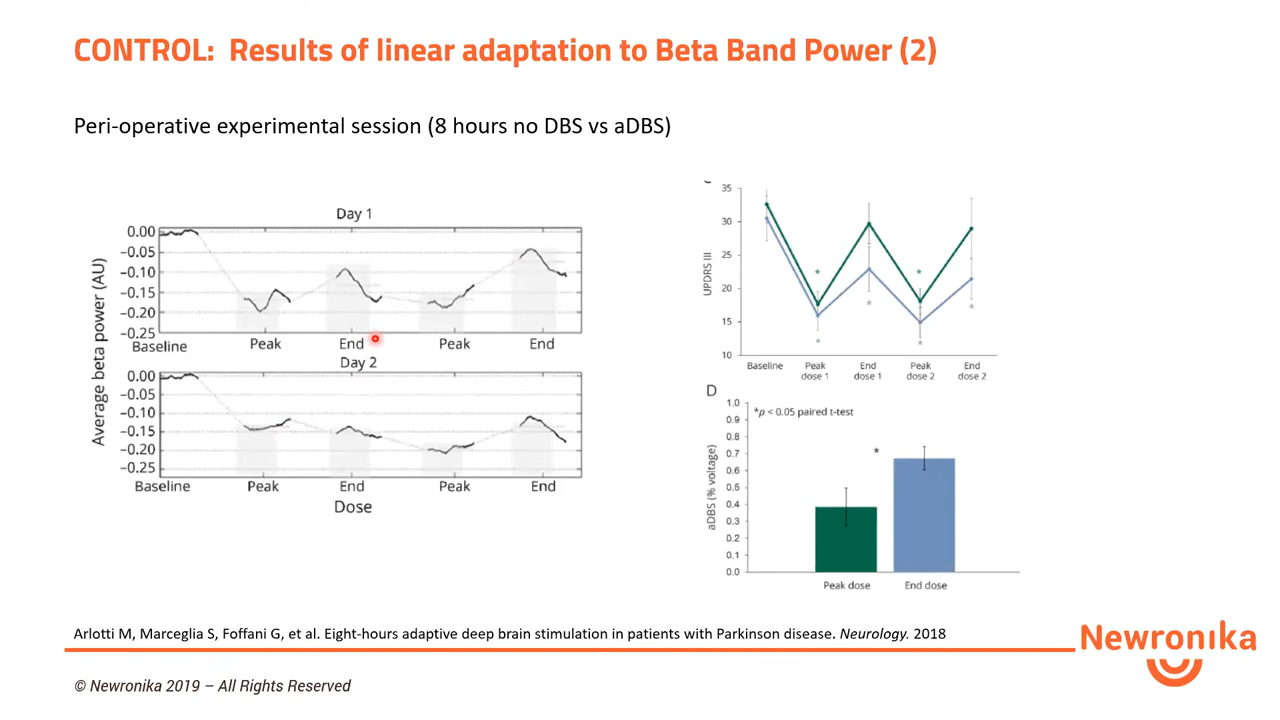 CONTROL: Results of linear adaptation to Beta Band Power (2)
Peri-operative experimental session (8 hours no DBS vs aDBS)
Day 1
Average beta power (AU)
0.00
−0.05
−0.10
−0.15
−0.20
−0.25
Baseline
Peak
End
Peak
End
Day 2
0.00
−0.05
−0.10
−0.15
−0.20
−0.25
Baseline
Peak
End
Peak
End
Dose
UPDRS III
35
30
25
20
15
10
*
*
*
*
*
*
Baseline
Peak dose 1
End dose 1
Peak dose 2
End dose 2
D
*p < 0.05 paired t-test
*
aDBS (% voltage)
1.0
0.9
0.8
0.7
0.6
0.5
0.4
0.3
0.2
0.1
0.0
Peak dose
End dose
Arlotti M, Marceglia S, Foffani G, et al. Eight-hours adaptive deep brain stimulation in patients with Parkinson disease. Neurology. 2018
Newronika
© Newronika 2019 – All Rights Reserved